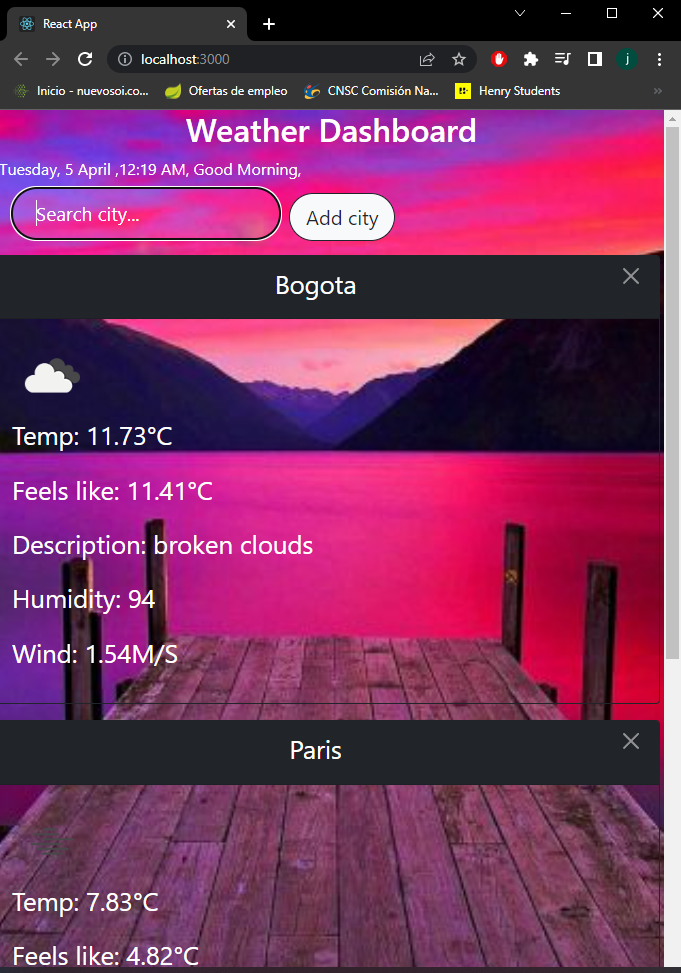 React App
localhost:3000
j
Inicio - nuevosoi.co...
Ofertas de empleo
CNSC Comisión Na...
Henry Students
Weather Dashboard
Tuesday, 5 April ,12:19 AM, Good Morning,
Search city...
Add city
Bogota
Temp: 11.73°C
Feels like: 11.41°C
Description: broken clouds
Humidity: 94
Wind: 1.54M/S
Paris
Temp: 7.83°C
Feels like: 4.82°C